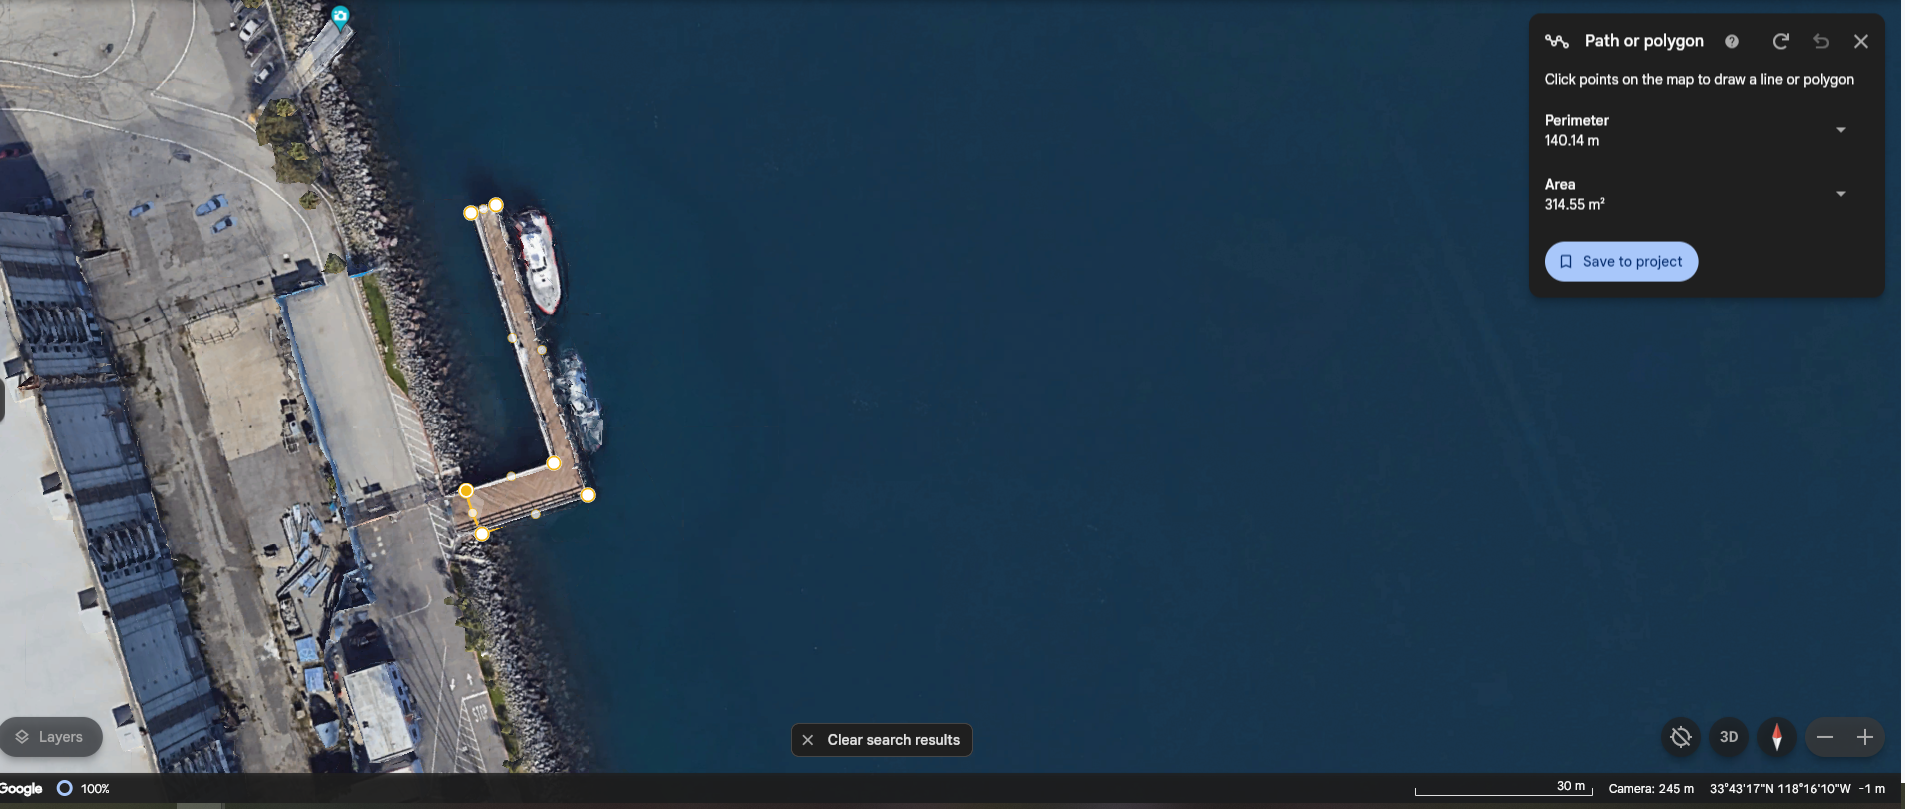 Path or polygon
Click points on the map to draw a line or polygon
Perimeter
140.14 m
Area
314.55 m²
Save to project
STOP
Layers
Clear search results
3D
Google
100%
30 m
Camera: 245 m
33°43'17"N 118°16'10"W
-1 m